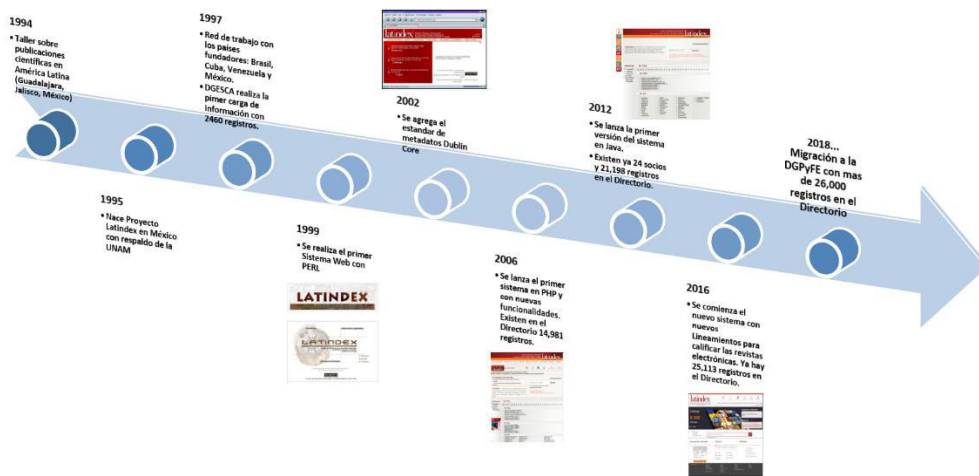 1994
• Taller sobre
publicaciones
científicas en
América Latina
(Guadalajara,
Jalisco, México)
1995
• Nace Proyecto
Latindex en México
con respaldo de la
UNAM
1997
• Red de trabajo con
los países
fundadores: Brasil,
Cuba, Venezuela y
México.
• DGESCA realiza la
pimer carga de
información con
2460 registros.
1999
• Se realiza el primer
Sistema Web con
PERL
LATINDEX
LATINDEX
latindex
2002
• Se agrega el
estandar de
metadatos Dublin
Core
2006
• Se lanza el primer
sistema en PHP y
con nuevas
funcionalidades.
Existen en el
Directorio 14,981
registros.
latindex
2012
• Se lanza la primer
versión del sistema
en Java.
• Existen ya 24 socios
y 21,198 registros
en el Directorio.
2016
• Se comienza el
nuevo sistema con
nuevos
Lineamientos para
calificar las revistas
electrónicas. Ya hay
25,113 registros en
el Directorio.
latindex
2018...
Migración a la
DGPyFE con mas
de 26,000
registros en el
Directorio